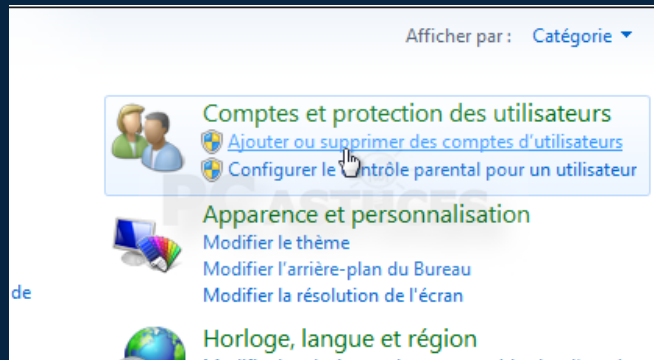 Afficher par : Catégorie
Comptes et protection des utilisateurs
Ajouter ou supprimer des comptes d'utilisateurs
Configurer le contrôle parental pour un utilisateur
PC ASTUCES
Apparence et personnalisation
Modifier le thème
Modifier l'arrière-plan du Bureau
de
Modifier la résolution de l'écran
Horloge, langue et région